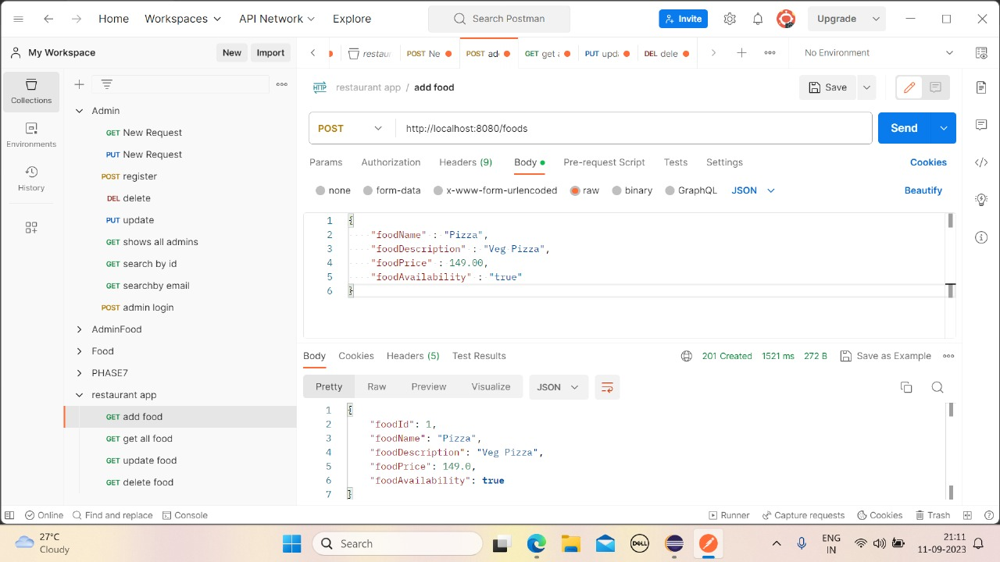 Home Workspaces API Network Explore Search Postman Invite Upgrade
My Workspace New Import
restau POST Ne POST ad GET get a PUT upd DEL dele No Environment
Collections
Environments
History
Admin
GET New Request
PUT New Request
POST register
DEL delete
PUT update
GET shows all admins
GET search by id
GET searchby email
POST admin login
AdminFood
Food
PHASE7
restaurant app
GET add food
GET get all food
GET update food
GET delete food
HTTP restaurant app / add food Save
POST http://localhost:8080/foods Send
Params Authorization Headers (9) Body Pre-request Script Tests Settings Cookies
none form-data x-www-form-urlencoded raw binary GraphQL JSON Beautify
1 {
2 "foodName" : "Pizza",
3 "foodDescription" : "Veg Pizza",
4 "foodPrice" : 149.00,
5 "foodAvailability" : "true"
6 }
Body Cookies Headers (5) Test Results 201 Created 1521 ms 272 B Save as Example
Pretty Raw Preview Visualize JSON
1 {
2 "foodId": 1,
3 "foodName": "Pizza",
4 "foodDescription": "Veg Pizza",
5 "foodPrice": 149.0,
6 "foodAvailability": true
7 }
Online Find and replace Console Runner Capture requests Cookies Trash
27°C
Cloudy
Search
DELL
ENG
IN
21:11
11-09-2023